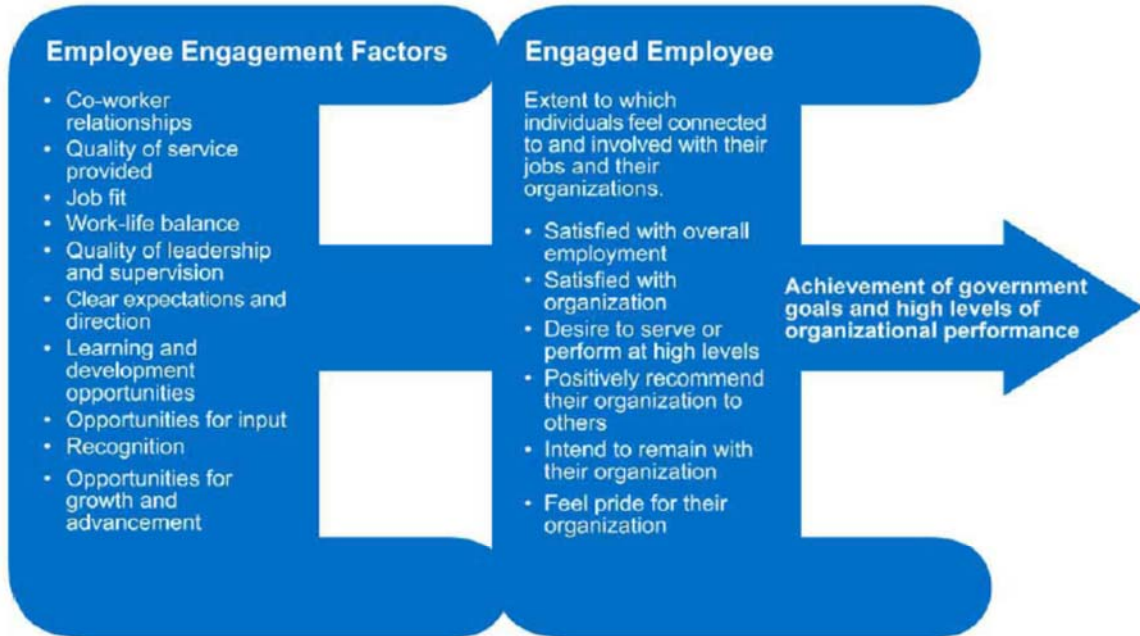 Employee Engagement Factors
• Co-worker
relationships
• Quality of service
provided
• Job fit
• Work-life balance
• Quality of leadership
and supervision
• Clear expectations and
direction
• Learning and
development
opportunities
• Opportunities for input
• Recognition
• Opportunities for
growth and
advancement
Engaged Employee
Extent to which
individuals feel connected
to and involved with their
jobs and their
organizations.
• Satisfied with overall
employment
• Satisfied with
organization
• Desire to serve or
perform at high levels
• Positively recommend
their organization to
others
• Intend to remain with
their organization
• Feel pride for their
organization
Achievement of government
goals and high levels of
organizational performance